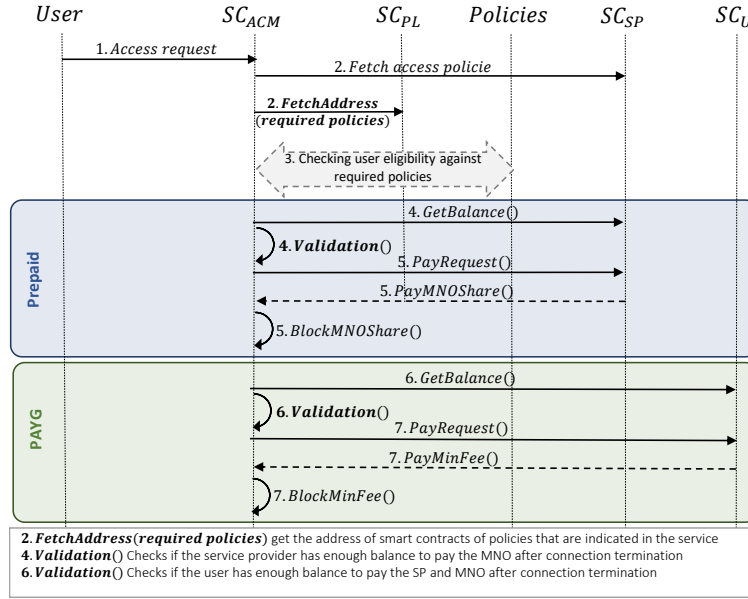 User SC_ACM SC_PL Policies SC_SP SC_U
1.Access request
2.Fetch access policie
2.FetchAddress
(required policies)
3. Checking user eligibility against
required policies
Prepaid
4.GetBalance()
4.Validation()
5.PayRequest()
5.PayMNOShare()
5.BlockMNOShare()
PAYG
6.GetBalance()
6.Validation()
7.PayRequest()
7.PayMinFee()
7.BlockMinFee()
2.FetchAddress(required policies) get the address of smart contracts of policies that are indicated in the service
4.Validation() Checks if the service provider has enough balance to pay the MNO after connection termination
6.Validation() Checks if the user has enough balance to pay the SP and MNO after connection termination